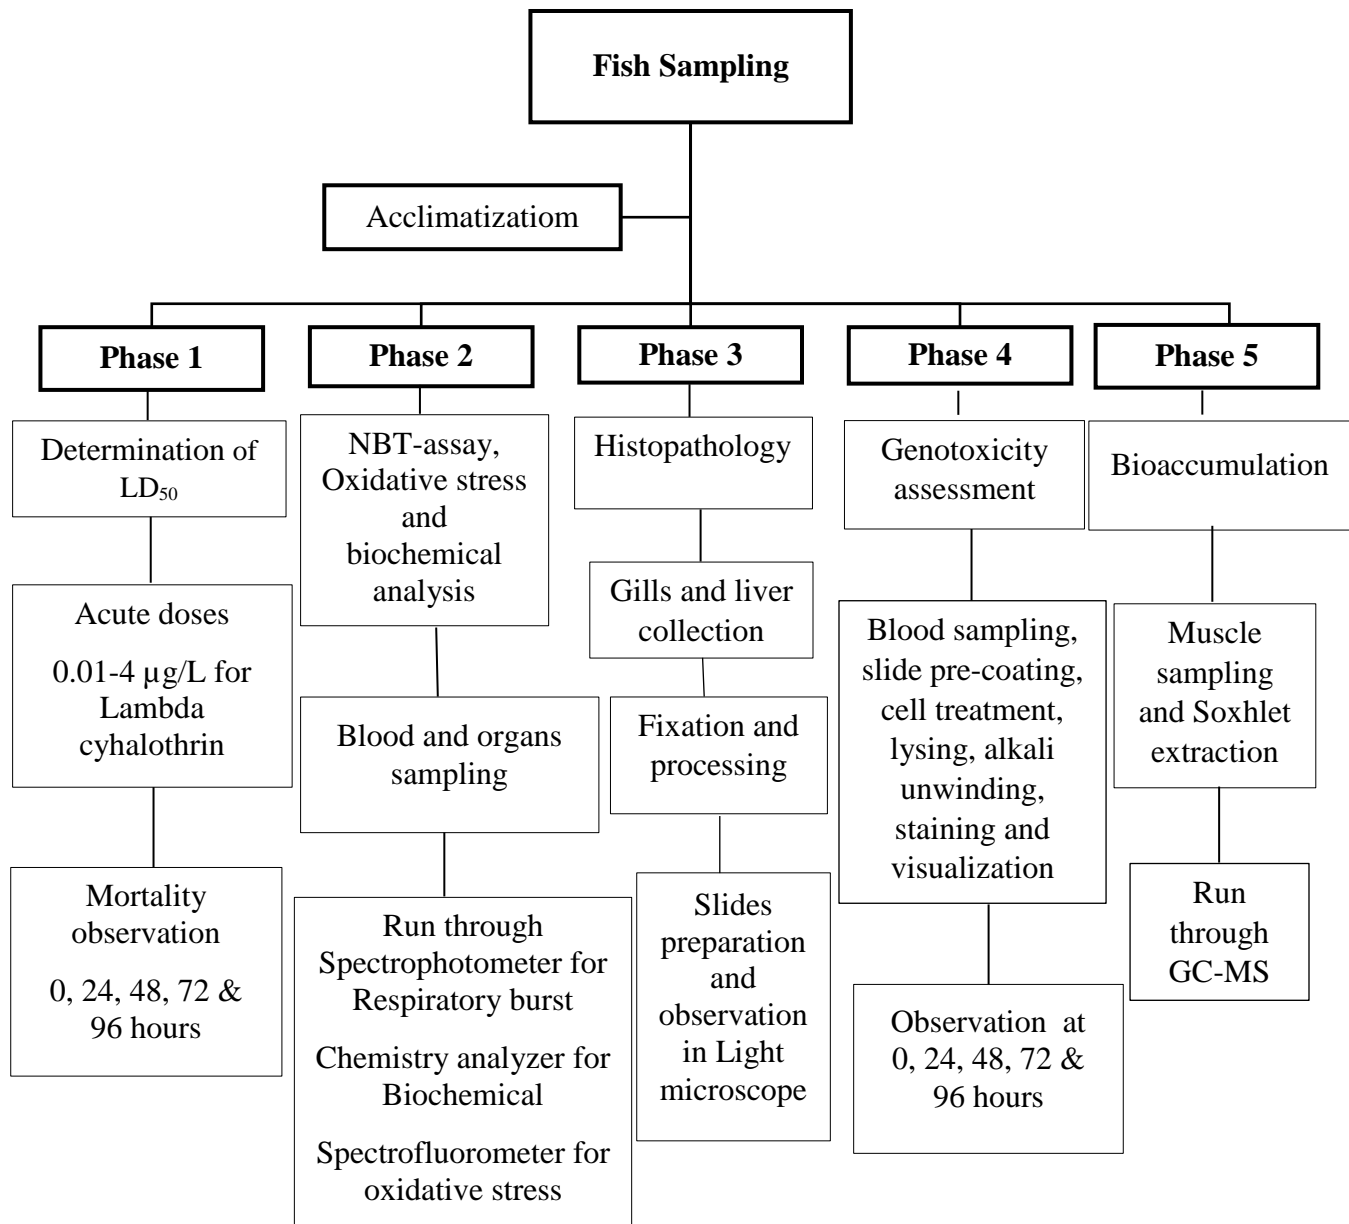 Fish Sampling
Acclimatizatiom
Phase 1
Phase 2
Phase 3
Phase 4
Phase 5
Determination of
LD₅₀
Acute doses
0.01-4 µg/L for
Lambda
cyhalothrin
Mortality
observation
0, 24, 48, 72 &
96 hours
NBT-assay,
Oxidative stress
and
biochemical
analysis
Blood and organs
sampling
Run through
Spectrophotometer for
Respiratory burst
Chemistry analyzer for
Biochemical
Spectrofluorometer for
oxidative stress
Histopathology
Gills and liver
collection
Fixation and
processing
Slides
preparation
and
observation
in Light
microscope
Genotoxicity
assessment
Blood sampling,
slide pre-coating,
cell treatment,
lysing, alkali
unwinding,
staining and
visualization
Observation at
0, 24, 48, 72 &
96 hours
Bioaccumulation
Muscle
sampling
and Soxhlet
extraction
Run
through
GC-MS